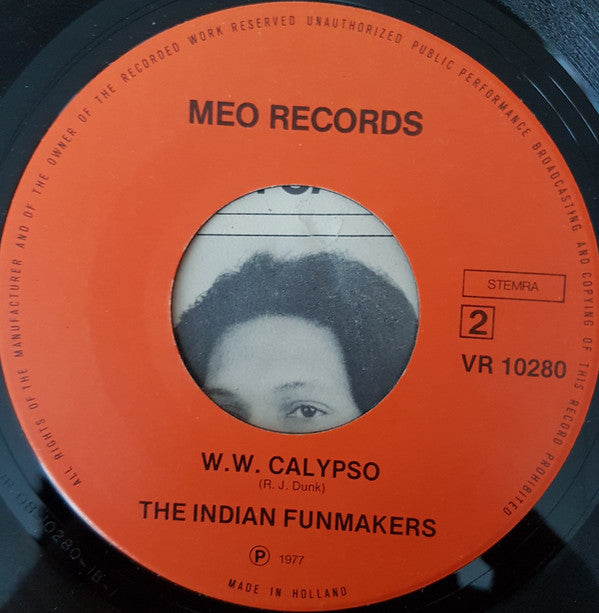 ALL RIGHTS OF THE MANUFACTURER AND OF THE OWNER OF THE RECORDED WORK RESERVED UNAUTHORIZED PUBLIC PERFORMANCE BROADCASTING AND COPYING OF THIS RECORD PROHIBITED
MEO RECORDS
STEMRA
2
VR 10280
W.W. CALYPSO
(R. J. Dunk)
THE INDIAN FUNMAKERS
℗ 1977
MADE IN HOLLAND